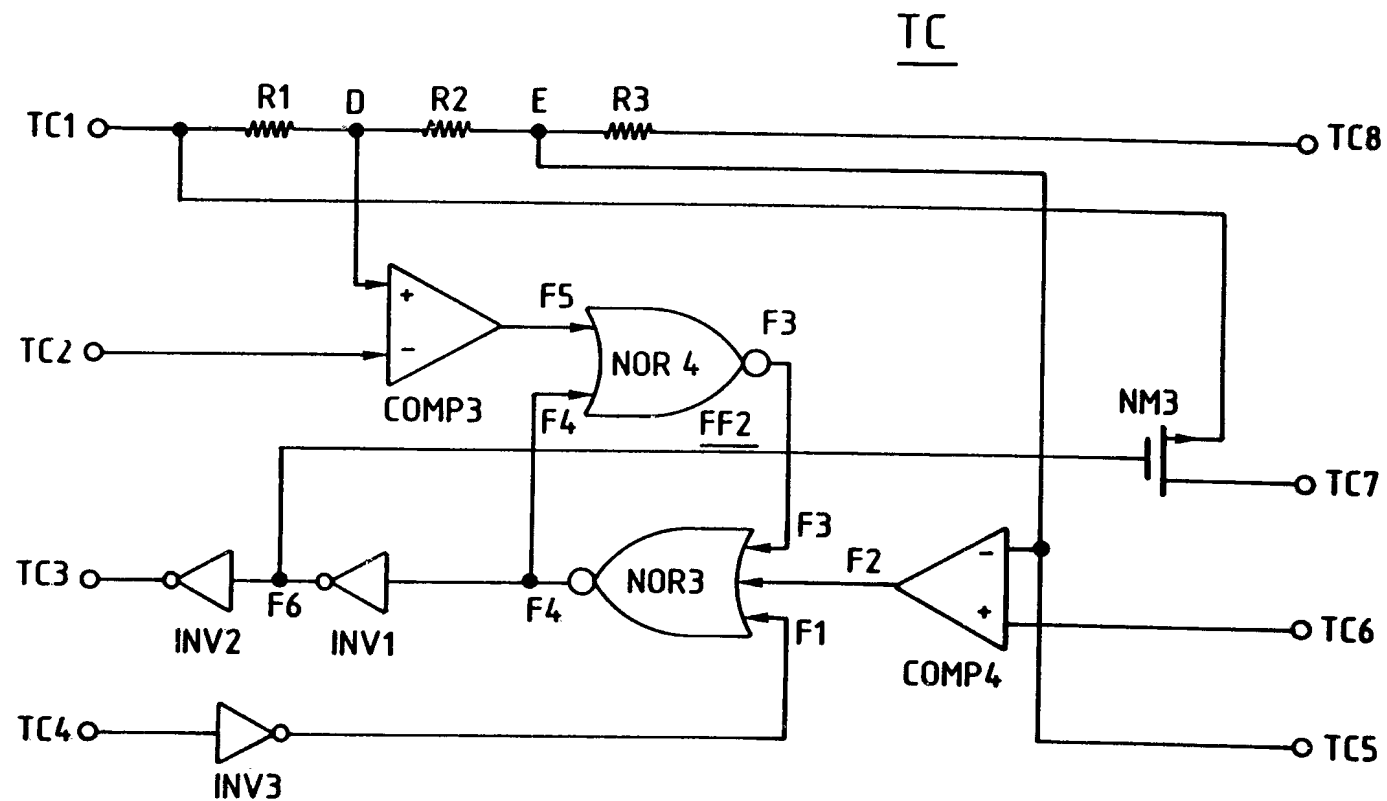 TC
R1 D R2 E R3
TC1
TC8
+
F5
F3
TC2
−
NOR 4
COMP3
F4
FF2
NM3
TC7
F3
F2
−
TC3
NOR3
F6
F4
+
F1
TC6
INV2
INV1
COMP4
TC4
TC5
INV3